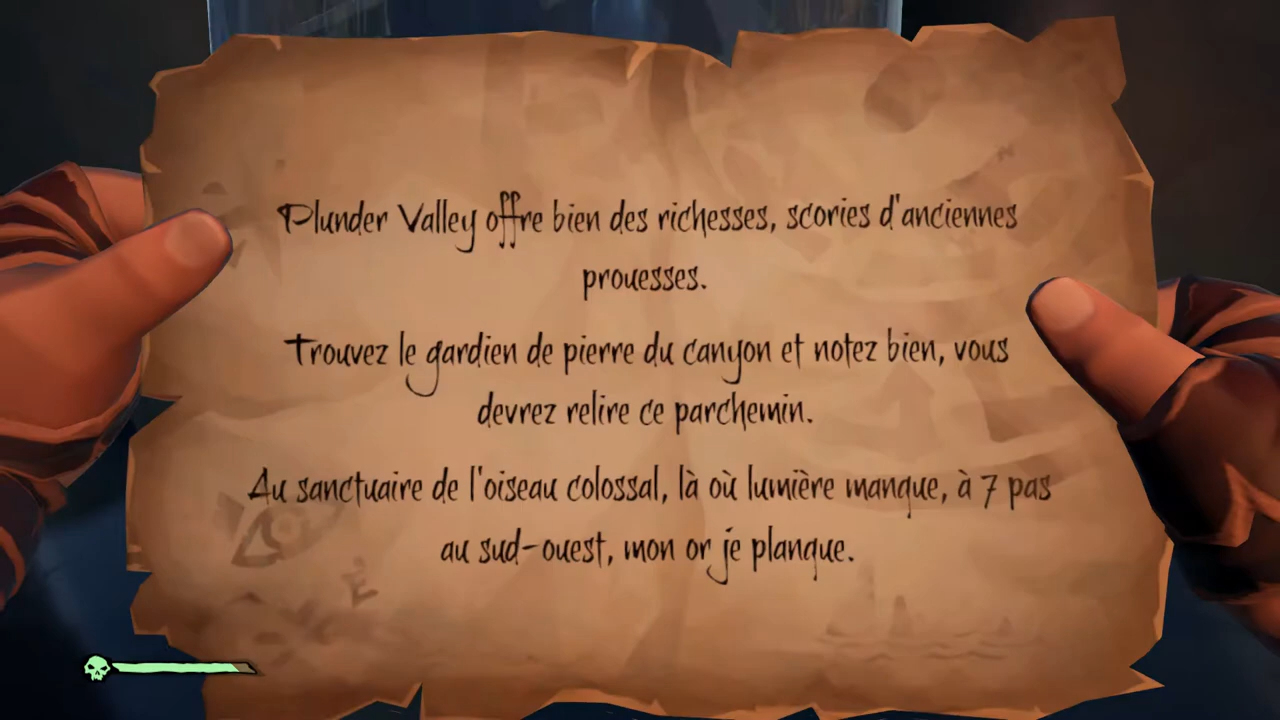 Plunder Valley offre bien des richesses, scories d'anciennes
prouesses.
Trouvez le gardien de pierre du canyon et notez bien, vous
devrez relire ce parchemin.
Au sanctuaire de l'oiseau colossal, là où lumière manque, à 7 pas
au sud-ouest, mon or je planque.
N
E